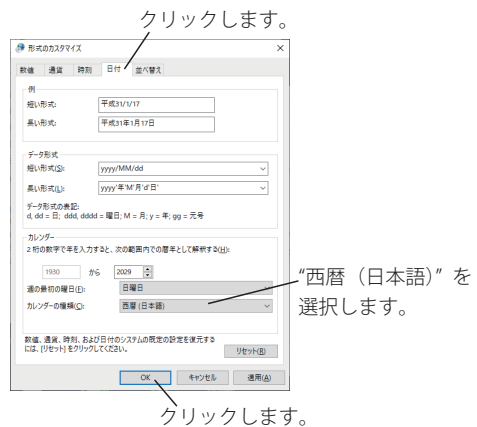 クリックします。
形式のカスタマイズ
数値 通貨 時刻 日付 並べ替え
例
短い形式: 平成31/1/17
長い形式: 平成31年1月17日
データ形式
短い形式(S): yyyy/MM/dd
長い形式(L): yyyy'年'M'月'd'日'
データ形式の表記:
d, dd = 日; ddd, dddd = 曜日; M = 月; y = 年; gg = 元号
カレンダー
2 桁の数字で年を入力すると、次の範囲内での暦年として解釈する(H):
1930 から 2029
週の最初の曜日(F): 日曜日
カレンダーの種類(C): 西暦 (日本語)
“西暦（日本語）”を
選択します。
数値、通貨、時刻、および日付のシステムの既定の設定を復元する
には、[リセット] をクリックしてください。
リセット(R)
OK キャンセル 適用(A)
クリックします。